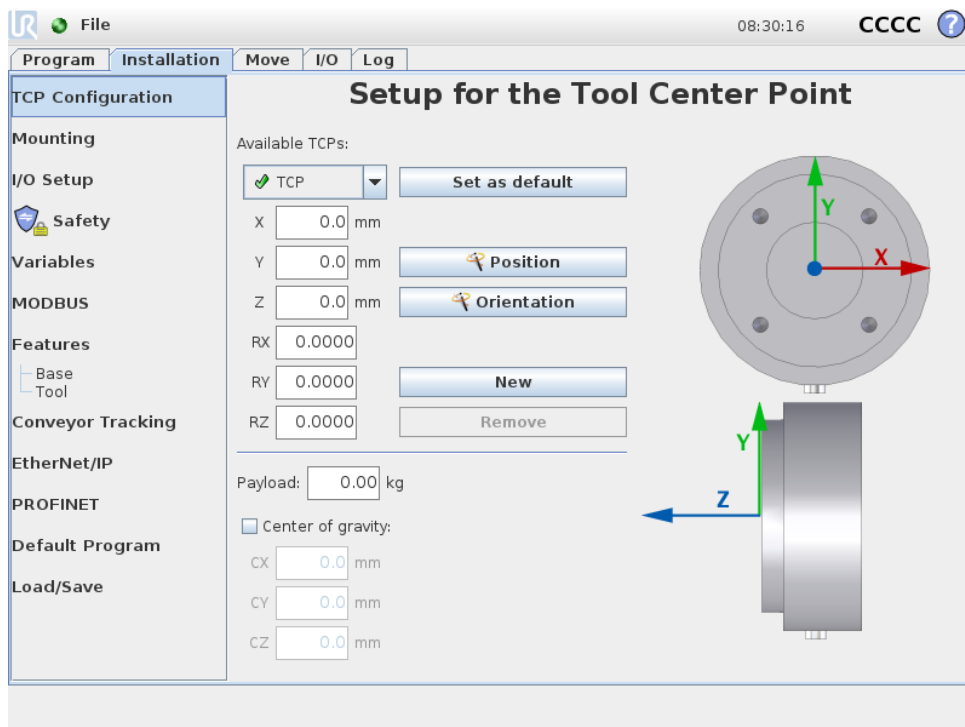 UR File 08:30:16 CCCC ?
Program Installation Move I/O Log
TCP Configuration
Mounting
I/O Setup
Safety
Variables
MODBUS
Features
Base
Tool
Conveyor Tracking
EtherNet/IP
PROFINET
Default Program
Load/Save
Setup for the Tool Center Point
Available TCPs:
TCP Set as default
X 0.0 mm
Y 0.0 mm Position
Z 0.0 mm Orientation
RX 0.0000
RY 0.0000 New
RZ 0.0000 Remove
Payload: 0.00 kg
Center of gravity:
CX 0.0 mm
CY 0.0 mm
CZ 0.0 mm
Y
X
Y
Z